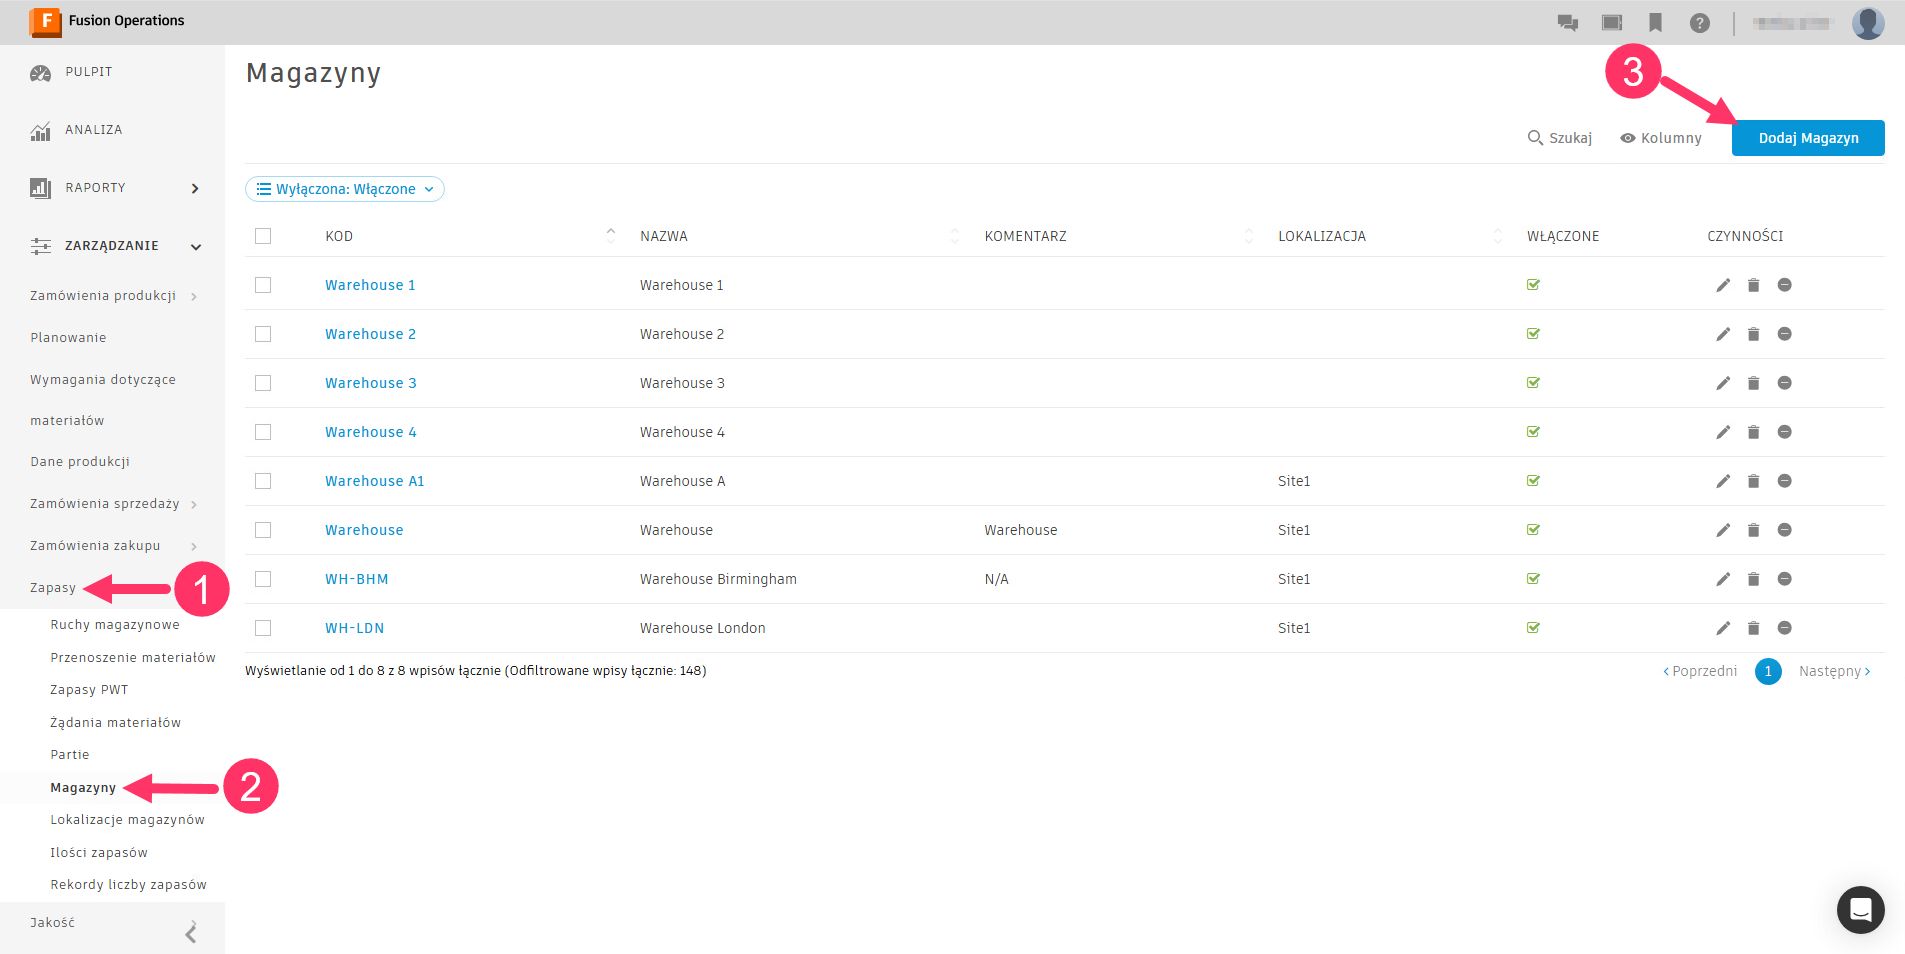 F Fusion Operations
PULPIT
ANALIZA
RAPORTY
ZARZĄDZANIE
Zamówienia produkcji
Planowanie
Wymagania dotyczące
materiałów
Dane produkcji
Zamówienia sprzedaży
Zamówienia zakupu
Zapasy
1
Ruchy magazynowe
Przenoszenie materiałów
Zapasy PWT
Żądania materiałów
Partie
Magazyny
2
Lokalizacje magazynów
Ilości zapasów
Rekordy liczby zapasów
Jakość
Magazyny
3
Szukaj Kolumny Dodaj Magazyn
Wyłączona: Włączone
KOD NAZWA KOMENTARZ LOKALIZACJA WŁĄCZONE CZYNNOŚCI
Warehouse 1 Warehouse 1
Warehouse 2 Warehouse 2
Warehouse 3 Warehouse 3
Warehouse 4 Warehouse 4
Warehouse A1 Warehouse A Site1
Warehouse Warehouse Warehouse Site1
WH-BHM Warehouse Birmingham N/A Site1
WH-LDN Warehouse London Site1
Wyświetlanie od 1 do 8 z 8 wpisów łącznie (Odfiltrowane wpisy łącznie: 148)
Poprzedni 1 Następny